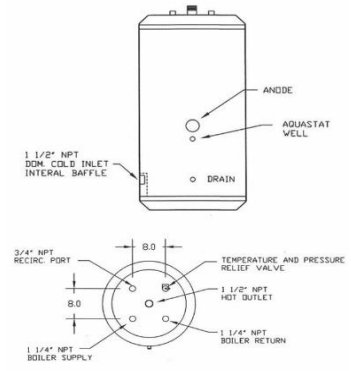 ANODE
AQUASTAT
WELL
1 1/2" NPT
DOM. COLD INLET
INTERAL BAFFLE
DRAIN
3/4" NPT
RECIRC. PORT
8.0
TEMPERATURE AND PRESSURE
RELIEF VALVE
1 1/2" NPT
HOT OUTLET
8.0
1 1/4" NPT
BOILER RETURN
1 1/4" NPT
BOILER SUPPLY